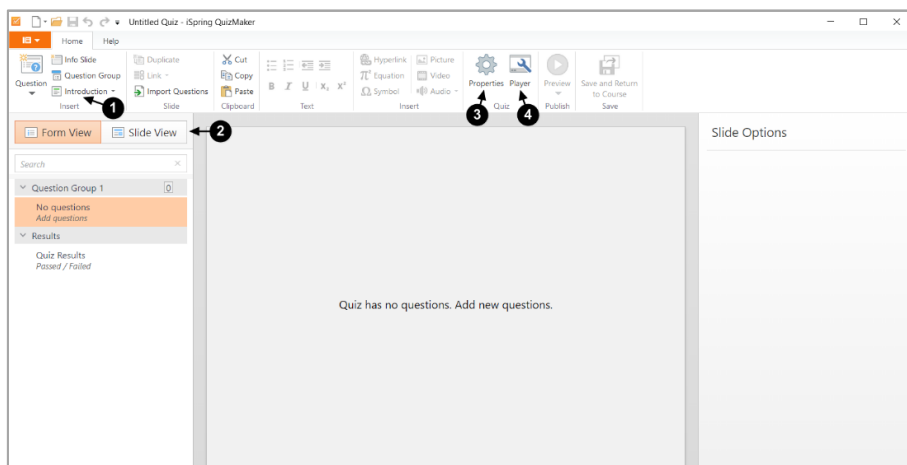 Untitled Quiz - iSpring QuizMaker
Home Help
Question
Info Slide
Question Group
Introduction
Insert
Duplicate
Link
Import Questions
Slide
Cut
Copy
Paste
Clipboard
B I U X₂ X²
Text
Hyperlink
Equation
Symbol
Picture
Video
Audio
Insert
Properties
Player
Quiz
Preview
Publish
Save and Return
to Course
Save
1
2
3
4
Form View Slide View
Search
Question Group 1 0
No questions
Add questions
Results
Quiz Results
Passed / Failed
Quiz has no questions. Add new questions.
Slide Options